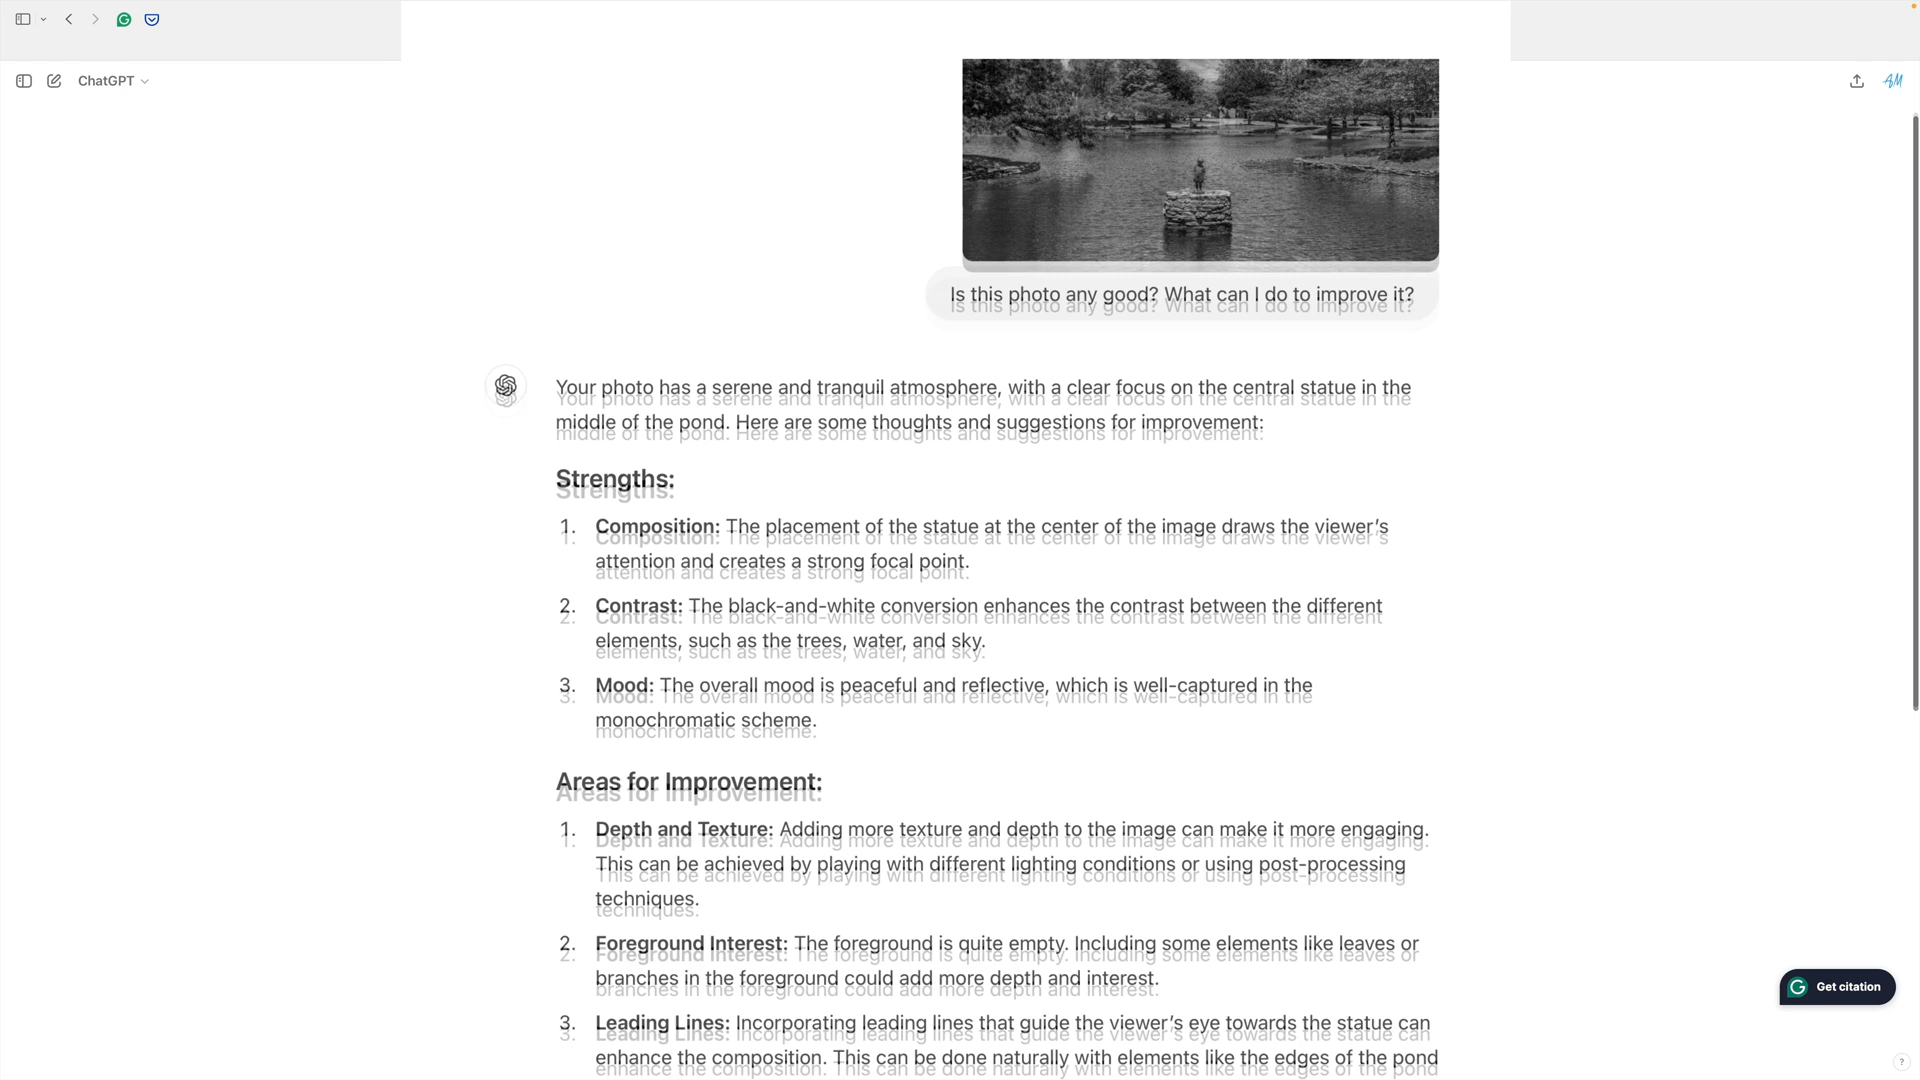 ChatGPT
AM
Is this photo any good? What can I do to improve it?
Your photo has a serene and tranquil atmosphere, with a clear focus on the central statue in the
middle of the pond. Here are some thoughts and suggestions for improvement:
Strengths:
1. Composition: The placement of the statue at the center of the image draws the viewer’s
attention and creates a strong focal point.
2. Contrast: The black-and-white conversion enhances the contrast between the different
elements, such as the trees, water, and sky.
3. Mood: The overall mood is peaceful and reflective, which is well-captured in the
monochromatic scheme.
Areas for Improvement:
1. Depth and Texture: Adding more texture and depth to the image can make it more engaging.
This can be achieved by playing with different lighting conditions or using post-processing
techniques.
2. Foreground Interest: The foreground is quite empty. Including some elements like leaves or
branches in the foreground could add more depth and interest.
Get citation
3. Leading Lines: Incorporating leading lines that guide the viewer’s eye towards the statue can
enhance the composition. This can be done naturally with elements like the edges of the pond
?